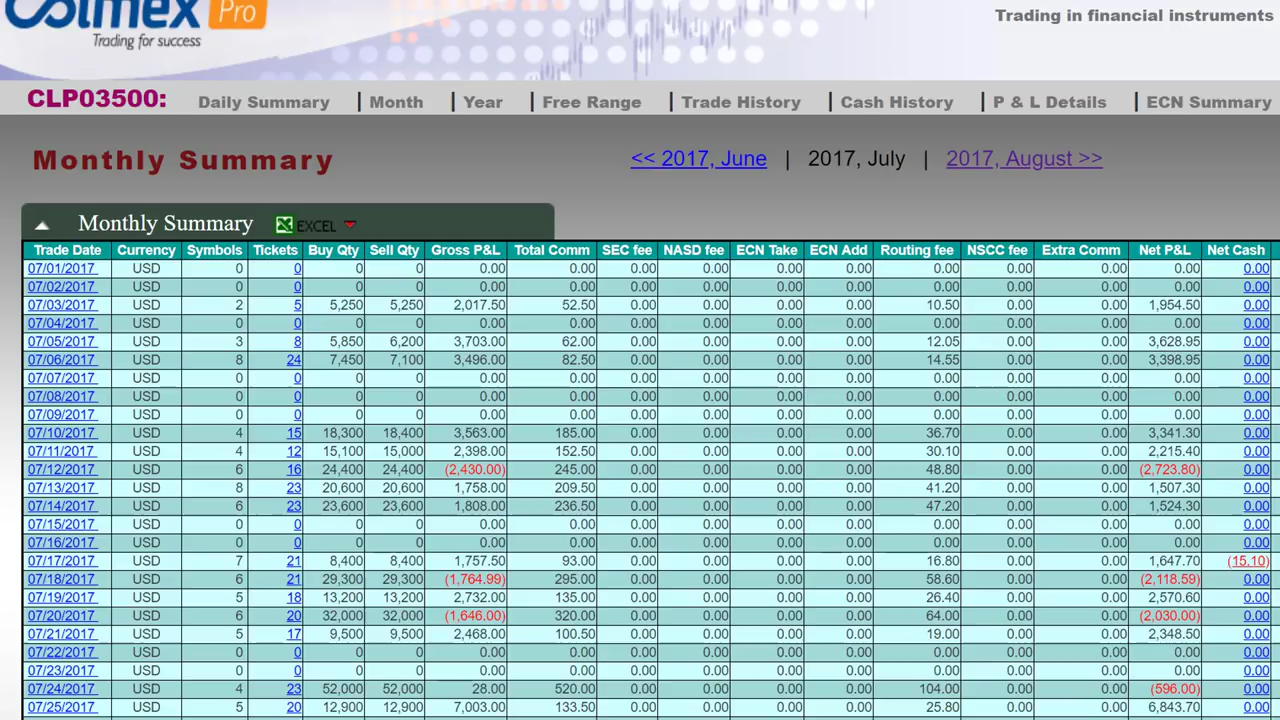 Colmex Pro
Trading for success
Trading in financial instruments
CLP03500: Daily Summary | Month | Year | Free Range | Trade History | Cash History | P & L Details | ECN Summary
Monthly Summary << 2017, June | 2017, July | 2017, August >>
Monthly Summary EXCEL
Trade Date Currency Symbols Tickets Buy Qty Sell Qty Gross P&L Total Comm SEC fee NASD fee ECN Take ECN Add Routing fee NSCC fee Extra Comm Net P&L Net Cash
07/01/2017 USD 0 0 0 0 0.00 0.00 0.00 0.00 0.00 0.00 0.00 0.00 0.00 0.00 0.00
07/02/2017 USD 0 0 0 0 0.00 0.00 0.00 0.00 0.00 0.00 0.00 0.00 0.00 0.00 0.00
07/03/2017 USD 2 5 5,250 5,250 2,017.50 52.50 0.00 0.00 0.00 0.00 10.50 0.00 0.00 1,954.50 0.00
07/04/2017 USD 0 0 0 0 0.00 0.00 0.00 0.00 0.00 0.00 0.00 0.00 0.00 0.00 0.00
07/05/2017 USD 3 8 5,850 6,200 3,703.00 62.00 0.00 0.00 0.00 0.00 12.05 0.00 0.00 3,628.95 0.00
07/06/2017 USD 8 24 7,450 7,100 3,496.00 82.50 0.00 0.00 0.00 0.00 14.55 0.00 0.00 3,398.95 0.00
07/07/2017 USD 0 0 0 0 0.00 0.00 0.00 0.00 0.00 0.00 0.00 0.00 0.00 0.00 0.00
07/08/2017 USD 0 0 0 0 0.00 0.00 0.00 0.00 0.00 0.00 0.00 0.00 0.00 0.00 0.00
07/09/2017 USD 0 0 0 0 0.00 0.00 0.00 0.00 0.00 0.00 0.00 0.00 0.00 0.00 0.00
07/10/2017 USD 4 15 18,300 18,400 3,563.00 185.00 0.00 0.00 0.00 0.00 36.70 0.00 0.00 3,341.30 0.00
07/11/2017 USD 4 12 15,100 15,000 2,398.00 152.50 0.00 0.00 0.00 0.00 30.10 0.00 0.00 2,215.40 0.00
07/12/2017 USD 6 16 24,400 24,400 (2,430.00) 245.00 0.00 0.00 0.00 0.00 48.80 0.00 0.00 (2,723.80) 0.00
07/13/2017 USD 8 23 20,600 20,600 1,758.00 209.50 0.00 0.00 0.00 0.00 41.20 0.00 0.00 1,507.30 0.00
07/14/2017 USD 6 23 23,600 23,600 1,808.00 236.50 0.00 0.00 0.00 0.00 47.20 0.00 0.00 1,524.30 0.00
07/15/2017 USD 0 0 0 0 0.00 0.00 0.00 0.00 0.00 0.00 0.00 0.00 0.00 0.00 0.00
07/16/2017 USD 0 0 0 0 0.00 0.00 0.00 0.00 0.00 0.00 0.00 0.00 0.00 0.00 0.00
07/17/2017 USD 7 21 8,400 8,400 1,757.50 93.00 0.00 0.00 0.00 0.00 16.80 0.00 0.00 1,647.70 (15.10)
07/18/2017 USD 6 21 29,300 29,300 (1,764.99) 295.00 0.00 0.00 0.00 0.00 58.60 0.00 0.00 (2,118.59) 0.00
07/19/2017 USD 5 18 13,200 13,200 2,732.00 135.00 0.00 0.00 0.00 0.00 26.40 0.00 0.00 2,570.60 0.00
07/20/2017 USD 6 20 32,000 32,000 (1,646.00) 320.00 0.00 0.00 0.00 0.00 64.00 0.00 0.00 (2,030.00) 0.00
07/21/2017 USD 5 17 9,500 9,500 2,468.00 100.50 0.00 0.00 0.00 0.00 19.00 0.00 0.00 2,348.50 0.00
07/22/2017 USD 0 0 0 0 0.00 0.00 0.00 0.00 0.00 0.00 0.00 0.00 0.00 0.00 0.00
07/23/2017 USD 0 0 0 0 0.00 0.00 0.00 0.00 0.00 0.00 0.00 0.00 0.00 0.00 0.00
07/24/2017 USD 4 23 52,000 52,000 28.00 520.00 0.00 0.00 0.00 0.00 104.00 0.00 0.00 (596.00) 0.00
07/25/2017 USD 5 20 12,900 12,900 7,003.00 133.50 0.00 0.00 0.00 0.00 25.80 0.00 0.00 6,843.70 0.00